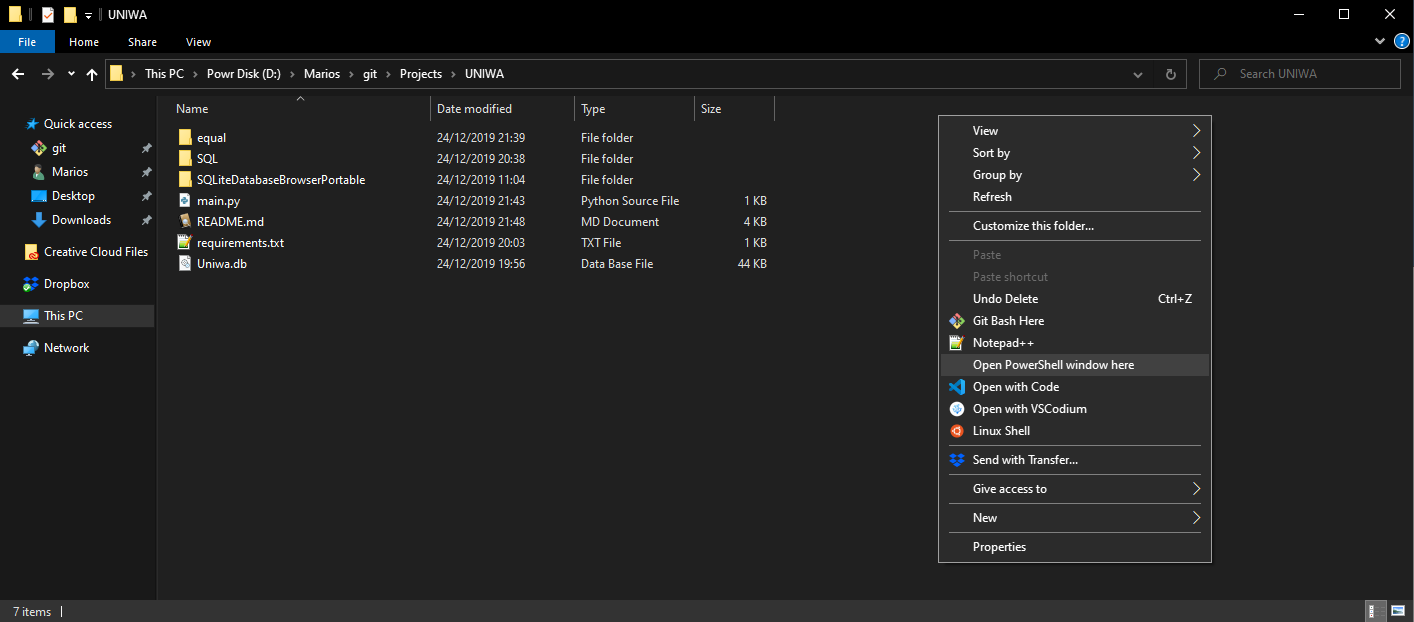 UNIWA
File Home Share View
This PC Powr Disk (D:) Marios git Projects UNIWA Search UNIWA
Name Date modified Type Size
Quick access
git
Marios
Desktop
Downloads
Creative Cloud Files
Dropbox
This PC
Network
equal 24/12/2019 21:39 File folder
SQL 24/12/2019 20:38 File folder
SQLiteDatabaseBrowserPortable 24/12/2019 11:04 File folder
main.py 24/12/2019 21:43 Python Source File 1 KB
README.md 24/12/2019 21:48 MD Document 4 KB
requirements.txt 24/12/2019 20:03 TXT File 1 KB
Uniwa.db 24/12/2019 19:56 Data Base File 44 KB
View
Sort by
Group by
Refresh
Customize this folder...
Paste
Paste shortcut
Undo Delete Ctrl+Z
Git Bash Here
Notepad++
Open PowerShell window here
Open with Code
Open with VSCodium
Linux Shell
Send with Transfer...
Give access to
New
Properties
7 items